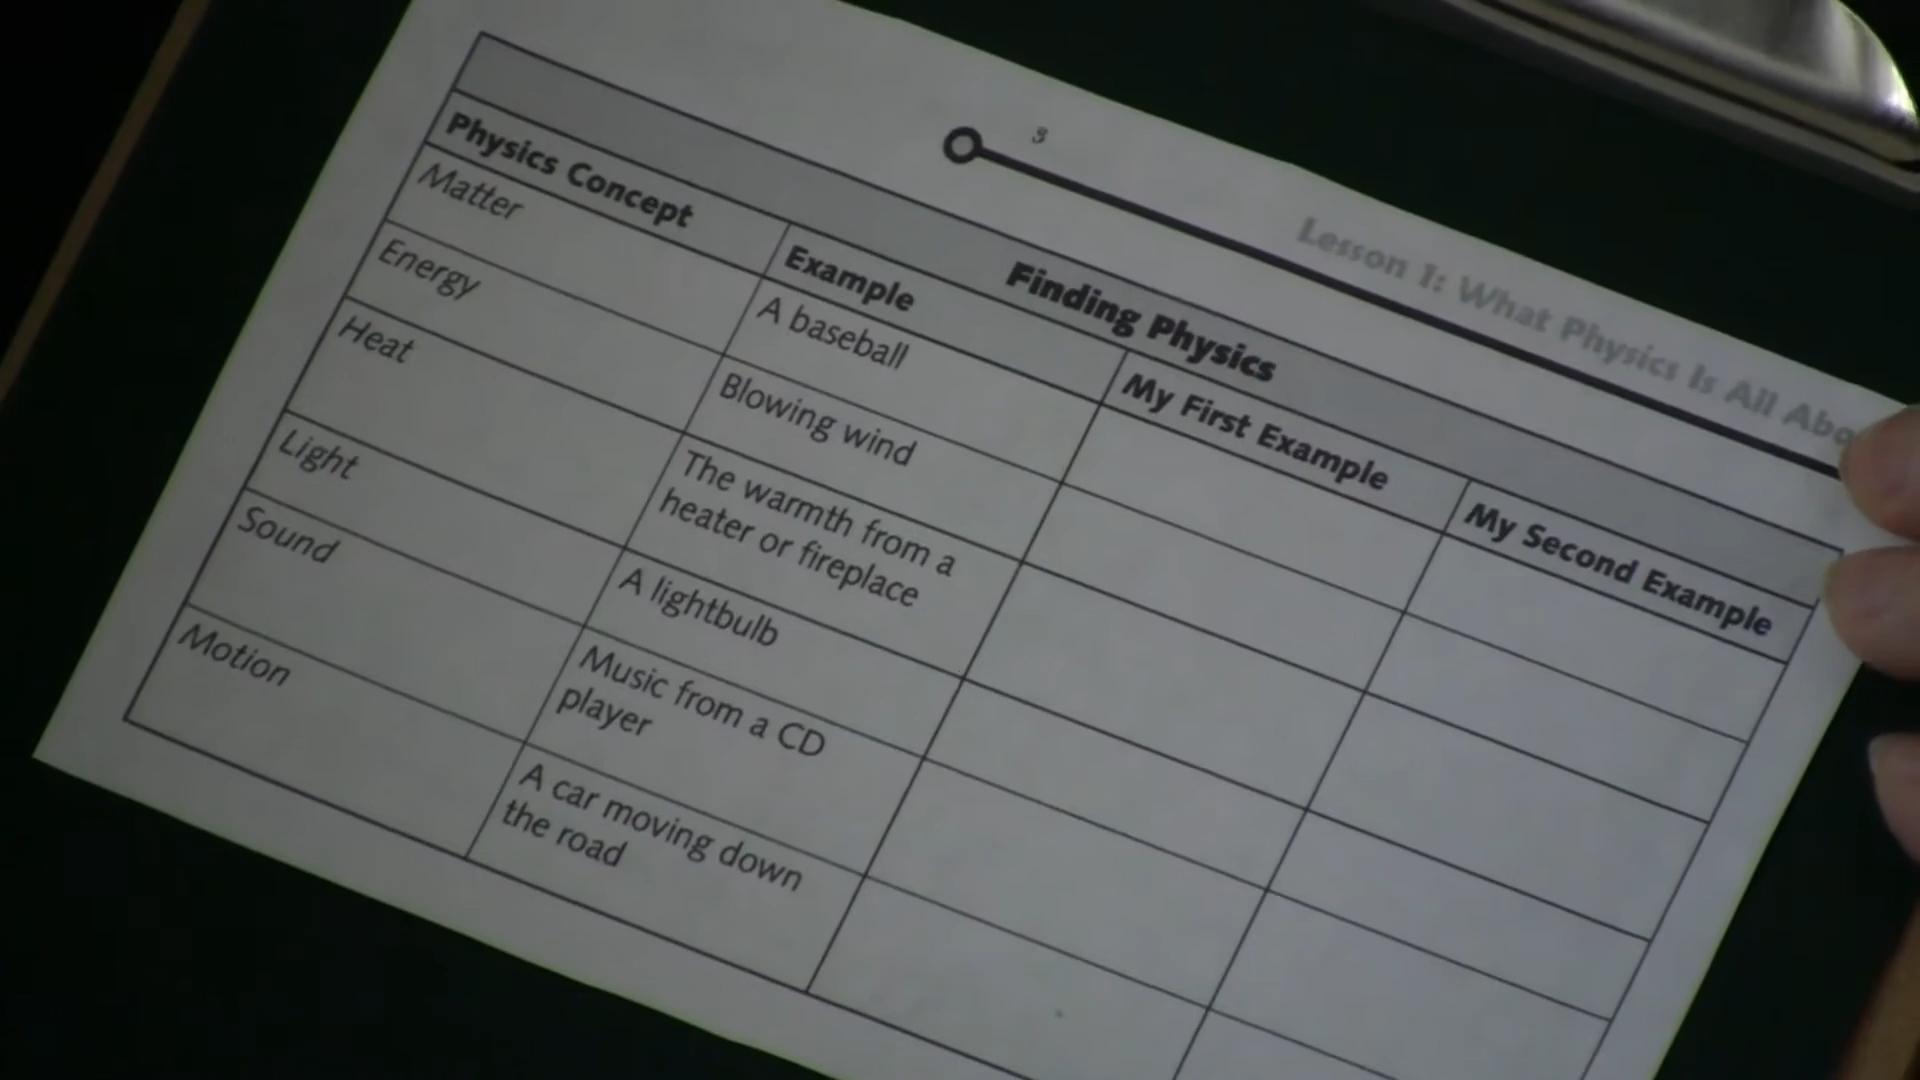 3
Lesson 1: What Physics Is All
Finding Physics
Physics Concept
Example
My First Example
My Second Example
Matter
A baseball
Energy
Blowing wind
Heat
The warmth from a
heater or fireplace
Light
A lightbulb
Sound
Music from a CD
player
Motion
A car moving down
the road